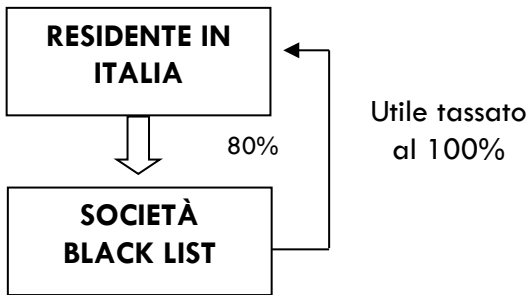 RESIDENTE IN
ITALIA
80%
Utile tassato
al 100%
SOCIETÀ
BLACK LIST